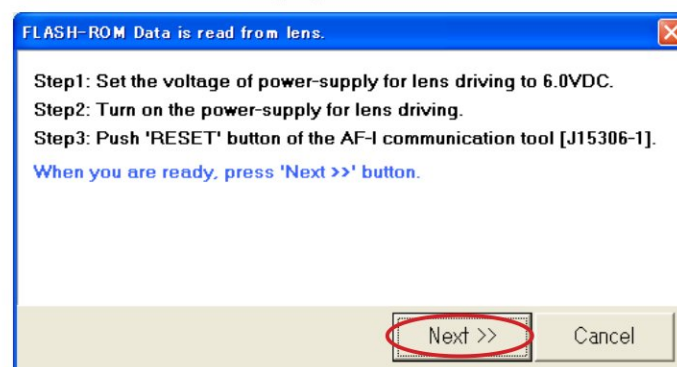 FLASH-ROM Data is read from lens.
Step1: Set the voltage of power-supply for lens driving to 6.0VDC.
Step2: Turn on the power-supply for lens driving.
Step3: Push 'RESET' button of the AF-I communication tool [J15306-1].
When you are ready, press 'Next >>' button.
Next >>
Cancel